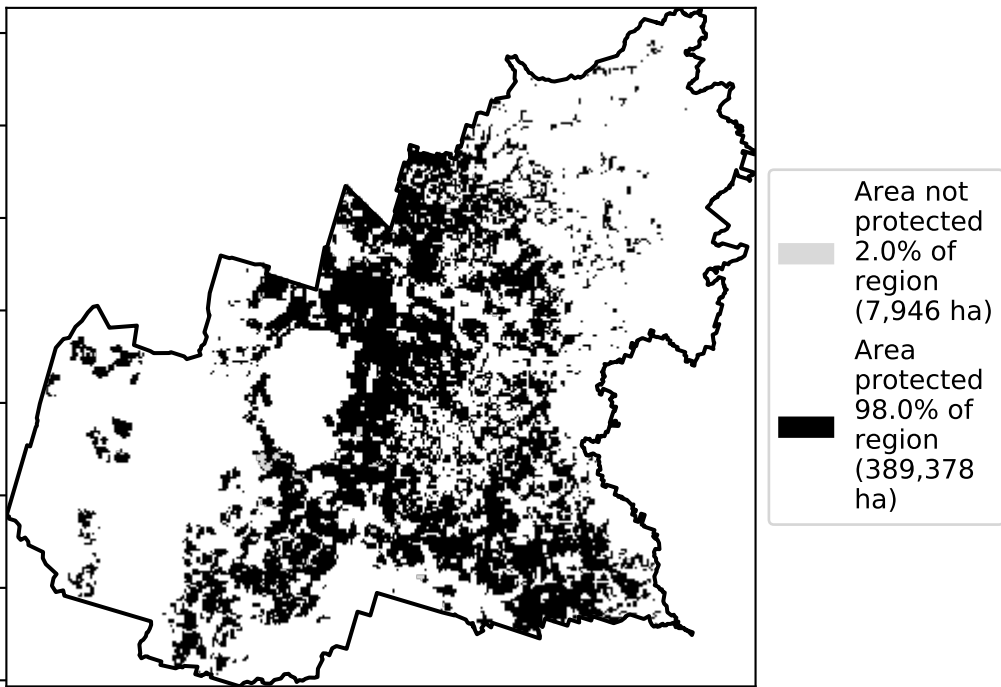 Area not
protected
2.0% of
region
(7,946 ha)
Area
protected
98.0% of
region
(389,378
ha)